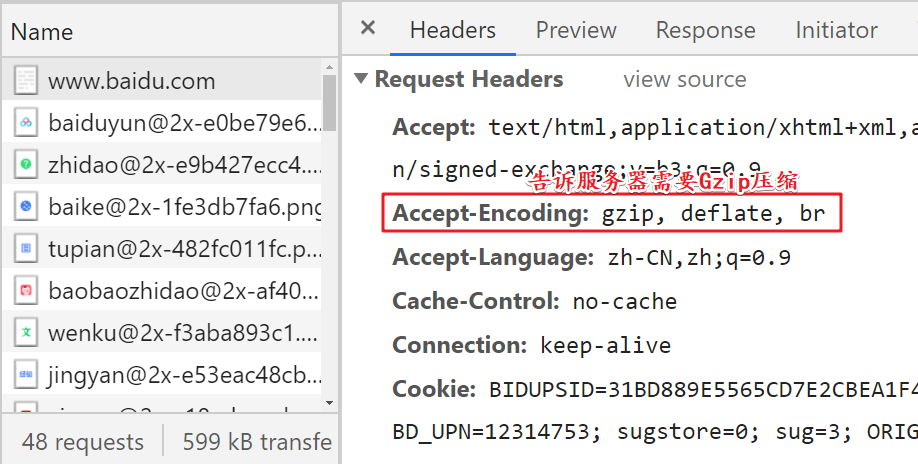 Name
www.baidu.com
baiduyun@2x-e0be79e6...
zhidao@2x-e9b427ecc4...
baike@2x-1fe3db7fa6.png
tupian@2x-482fc011fc.p...
baobaozhidao@2x-af40...
wenku@2x-f3aba893c1....
jingyan@2x-e53eac48cb...
48 requests
599 kB transfe
Headers
Preview
Response
Initiator
Request Headers
view source
Accept: text/html,application/xhtml+xml,a
n/signed-exchange;v=b3;q=0.9
告诉服务器需要Gzip压缩
Accept-Encoding: gzip, deflate, br
Accept-Language: zh-CN,zh;q=0.9
Cache-Control: no-cache
Connection: keep-alive
Cookie: BIDUPSID=31BD889E5565CD7E2CBEA1F4
BD_UPN=12314753; sugstore=0; sug=3; ORIG